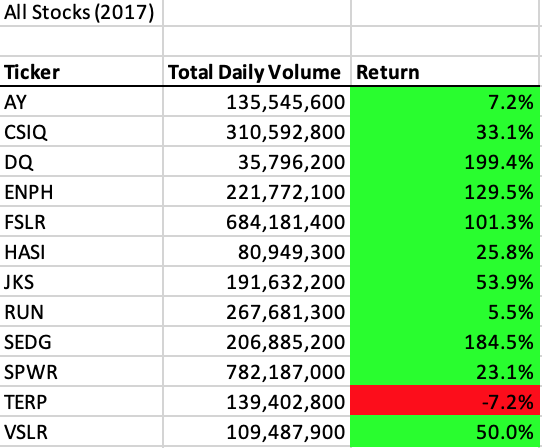 All Stocks (2017)
Ticker Total Daily Volume Return
AY 135,545,600 7.2%
CSIQ 310,592,800 33.1%
DQ 35,796,200 199.4%
ENPH 221,772,100 129.5%
FSLR 684,181,400 101.3%
HASI 80,949,300 25.8%
JKS 191,632,200 53.9%
RUN 267,681,300 5.5%
SEDG 206,885,200 184.5%
SPWR 782,187,000 23.1%
TERP 139,402,800 -7.2%
VSLR 109,487,900 50.0%